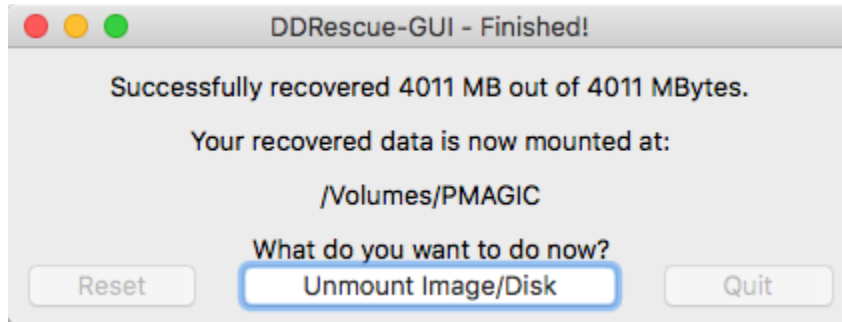 DDRescue-GUI - Finished!
Successfully recovered 4011 MB out of 4011 MBytes.
Your recovered data is now mounted at:
/Volumes/PMAGIC
What do you want to do now?
Reset Unmount Image/Disk Quit